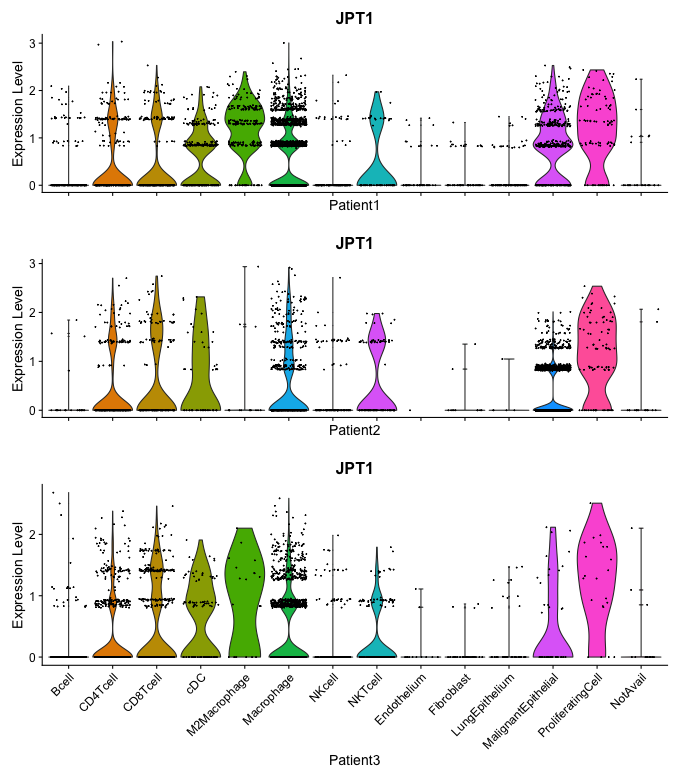 JPT1
Expression Level
3
2
1
0
Patient1
JPT1
Expression Level
3
2
1
0
Patient2
JPT1
Expression Level
2
1
0
Bcell
CD4Tcell
CD8Tcell
cDC
M2Macrophage
Macrophage
NKcell
NKTcell
Endothelium
Fibroblast
LungEpithelium
MalignantEpithelial
ProliferatingCell
NotAvail
Patient3